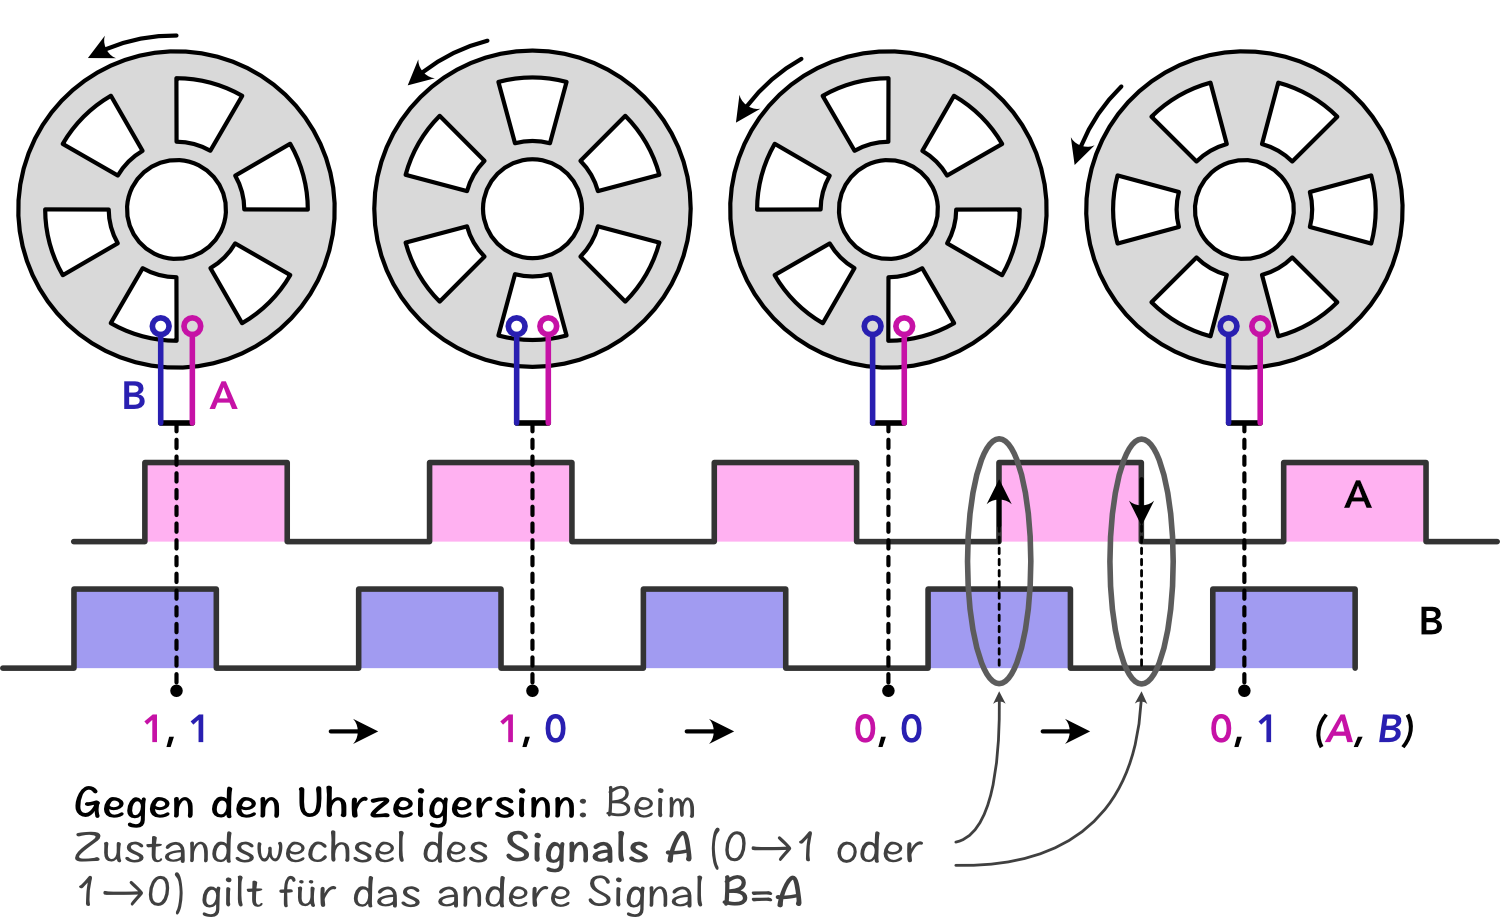 B A
A
B
1, 1 → 1, 0 → 0, 0 → 0, 1 (A, B)
Gegen den Uhrzeigersinn: Beim
Zustandswechsel des Signals A (0→1 oder
1→0) gilt für das andere Signal B=A